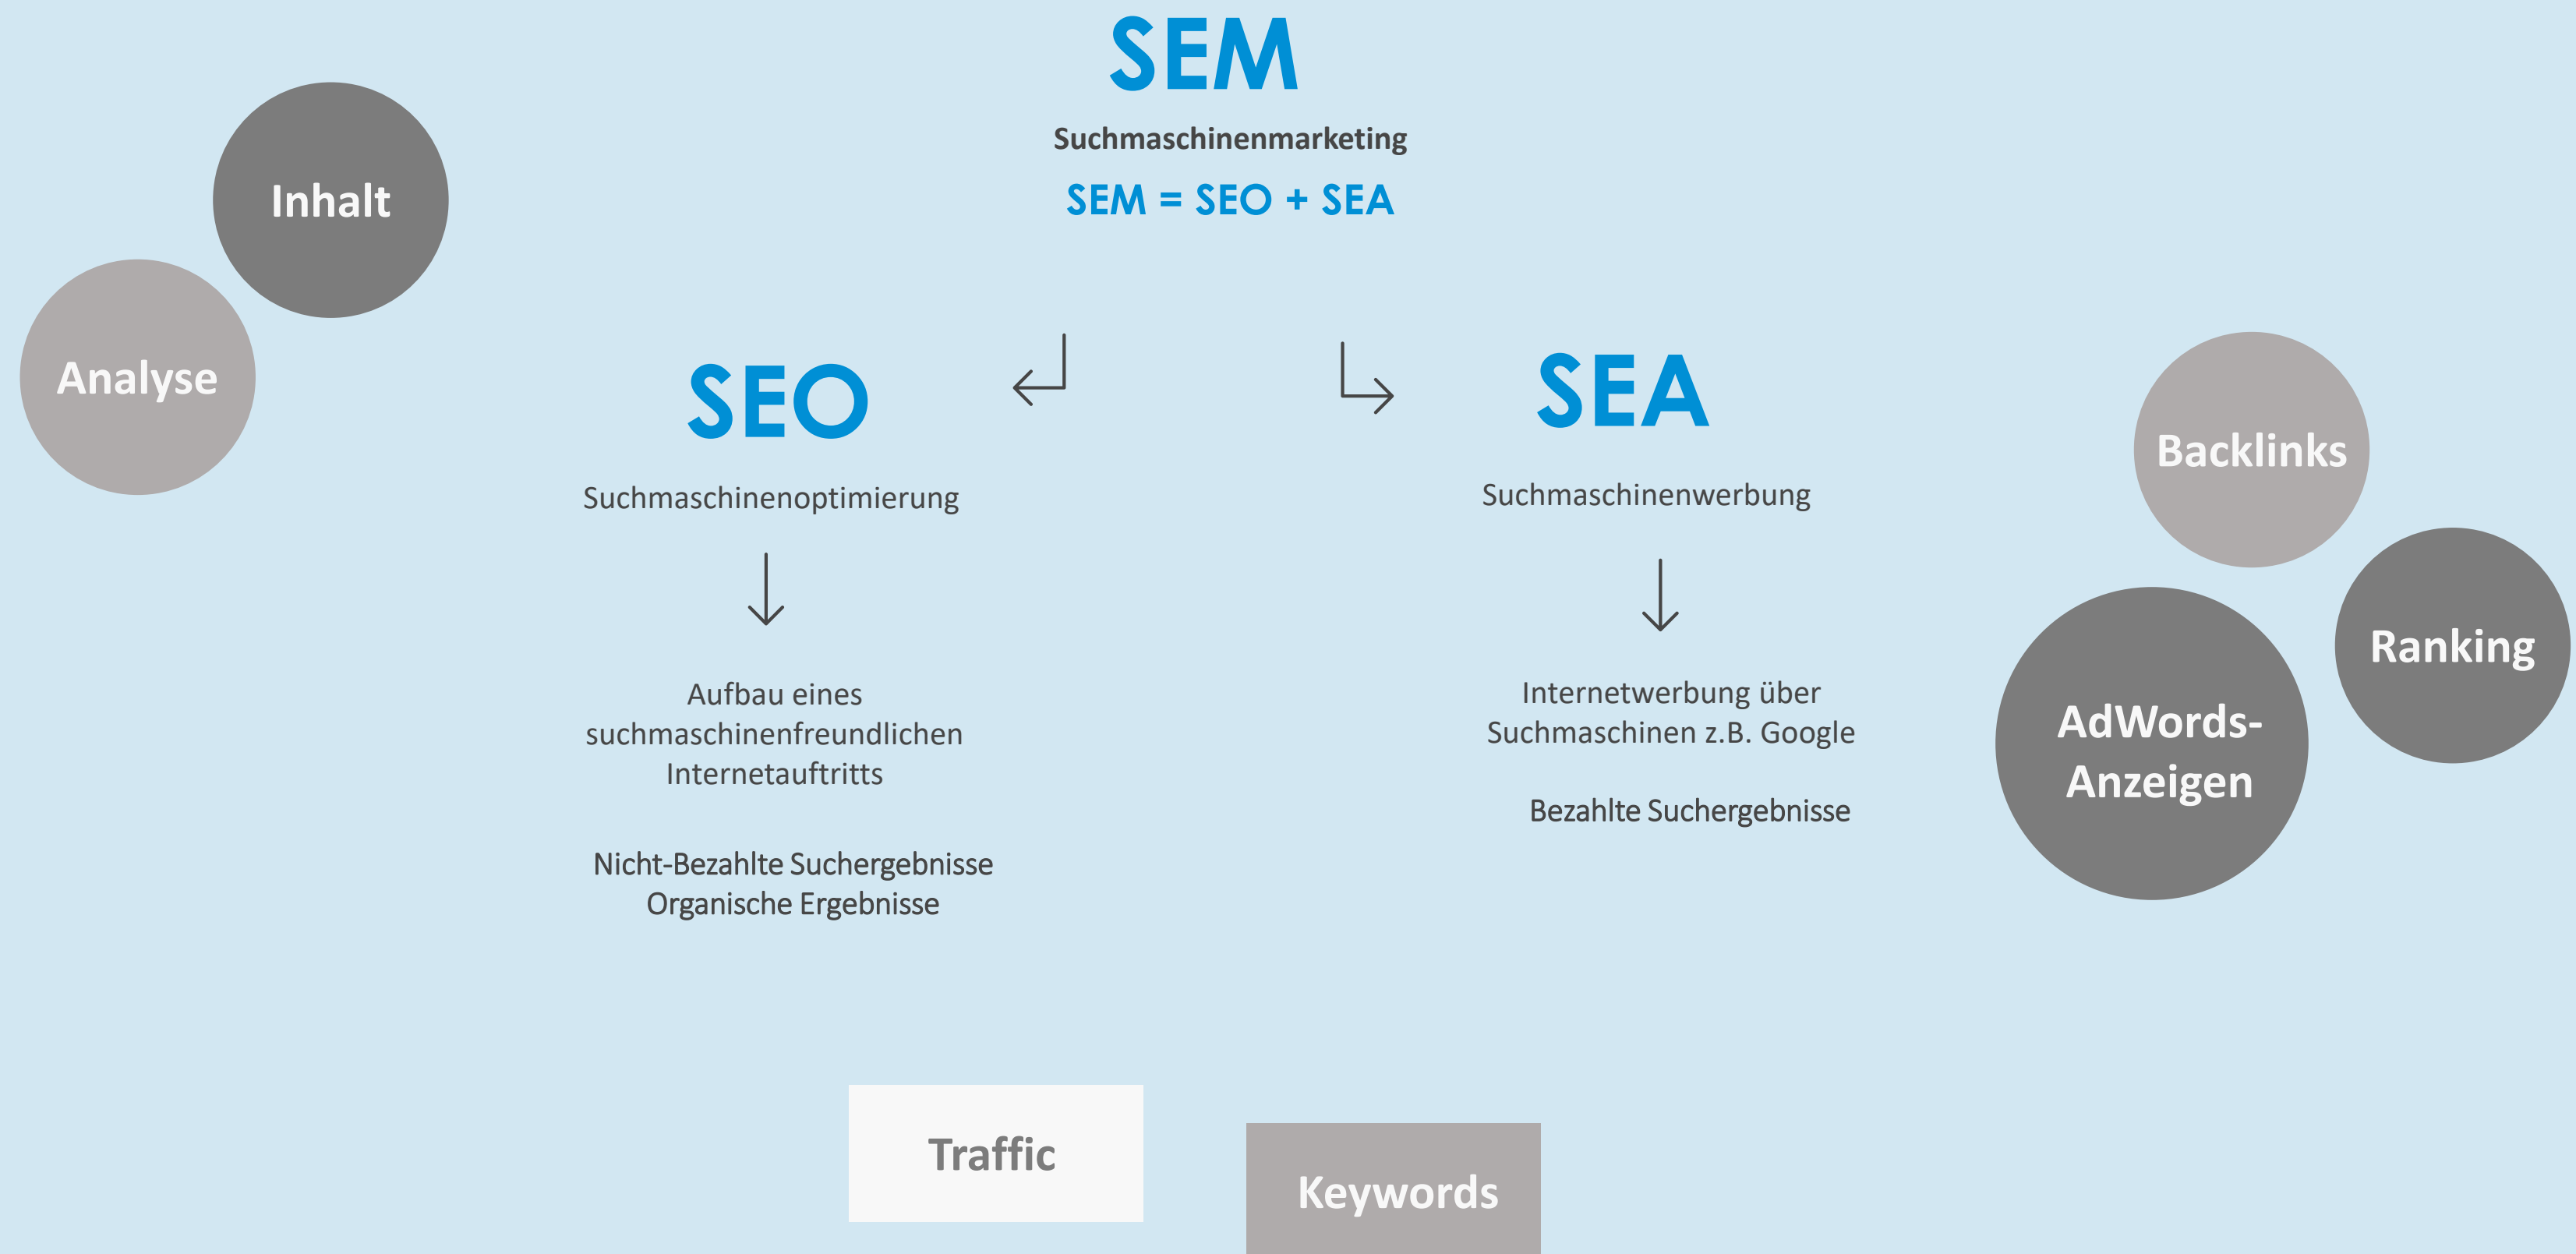 SEM
Suchmaschinenmarketing
SEM = SEO + SEA
Inhalt
Analyse
SEO
Suchmaschinenoptimierung
Aufbau eines
suchmaschinenfreundlichen
Internetauftritts
Nicht-Bezahlte Suchergebnisse
Organische Ergebnisse
SEA
Suchmaschinenwerbung
Internetwerbung über
Suchmaschinen z.B. Google
Bezahlte Suchergebnisse
Backlinks
Ranking
AdWords-
Anzeigen
Traffic
Keywords